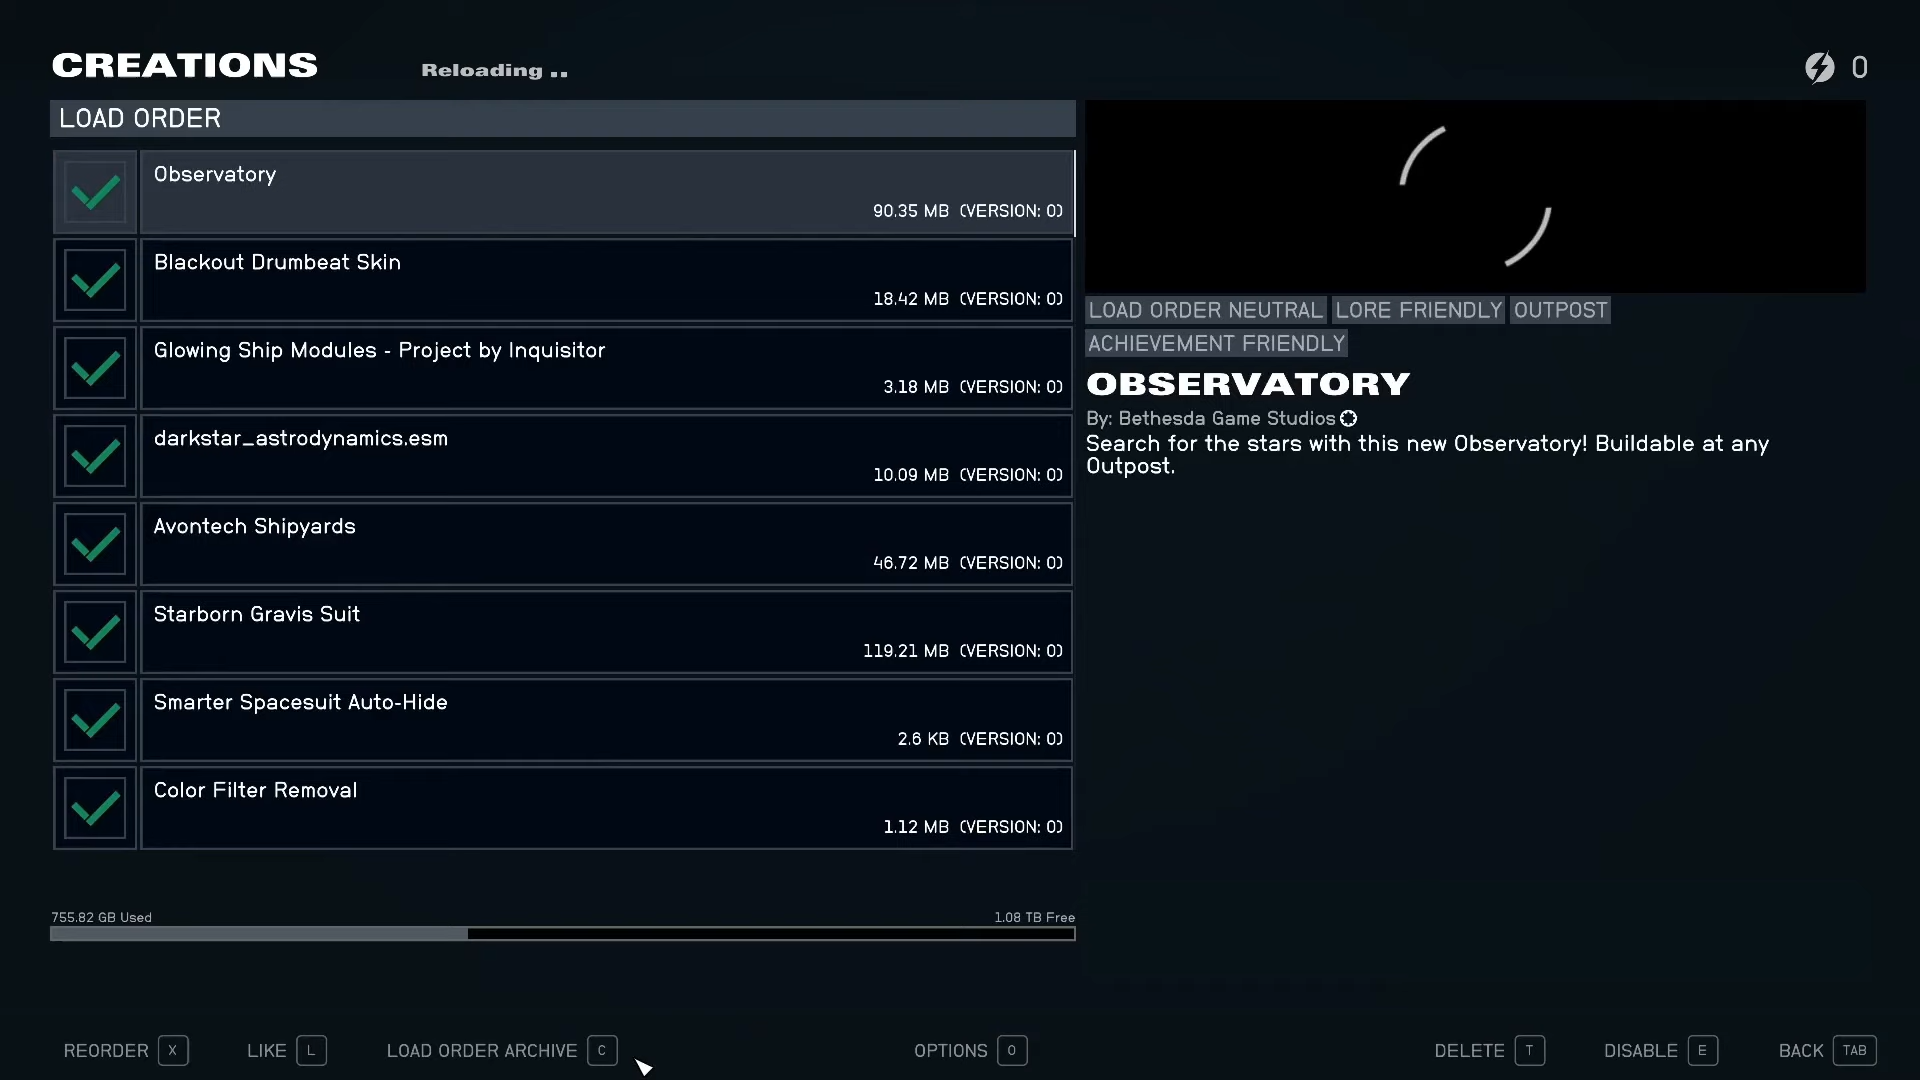 CREATIONS
Reloading ..
0
LOAD ORDER
Observatory
90.35 MB (VERSION: 0)
Blackout Drumbeat Skin
18.42 MB (VERSION: 0)
Glowing Ship Modules - Project by Inquisitor
3.18 MB (VERSION: 0)
darkstar_astrodynamics.esm
10.09 MB (VERSION: 0)
Avontech Shipyards
46.72 MB (VERSION: 0)
Starborn Gravis Suit
119.21 MB (VERSION: 0)
Smarter Spacesuit Auto-Hide
2.6 KB (VERSION: 0)
Color Filter Removal
1.12 MB (VERSION: 0)
755.82 GB Used
1.08 TB Free
LOAD ORDER NEUTRAL LORE FRIENDLY OUTPOST
ACHIEVEMENT FRIENDLY
OBSERVATORY
By: Bethesda Game Studios
Search for the stars with this new Observatory! Buildable at any
Outpost.
REORDER X LIKE L LOAD ORDER ARCHIVE C OPTIONS O DELETE T DISABLE E BACK TAB